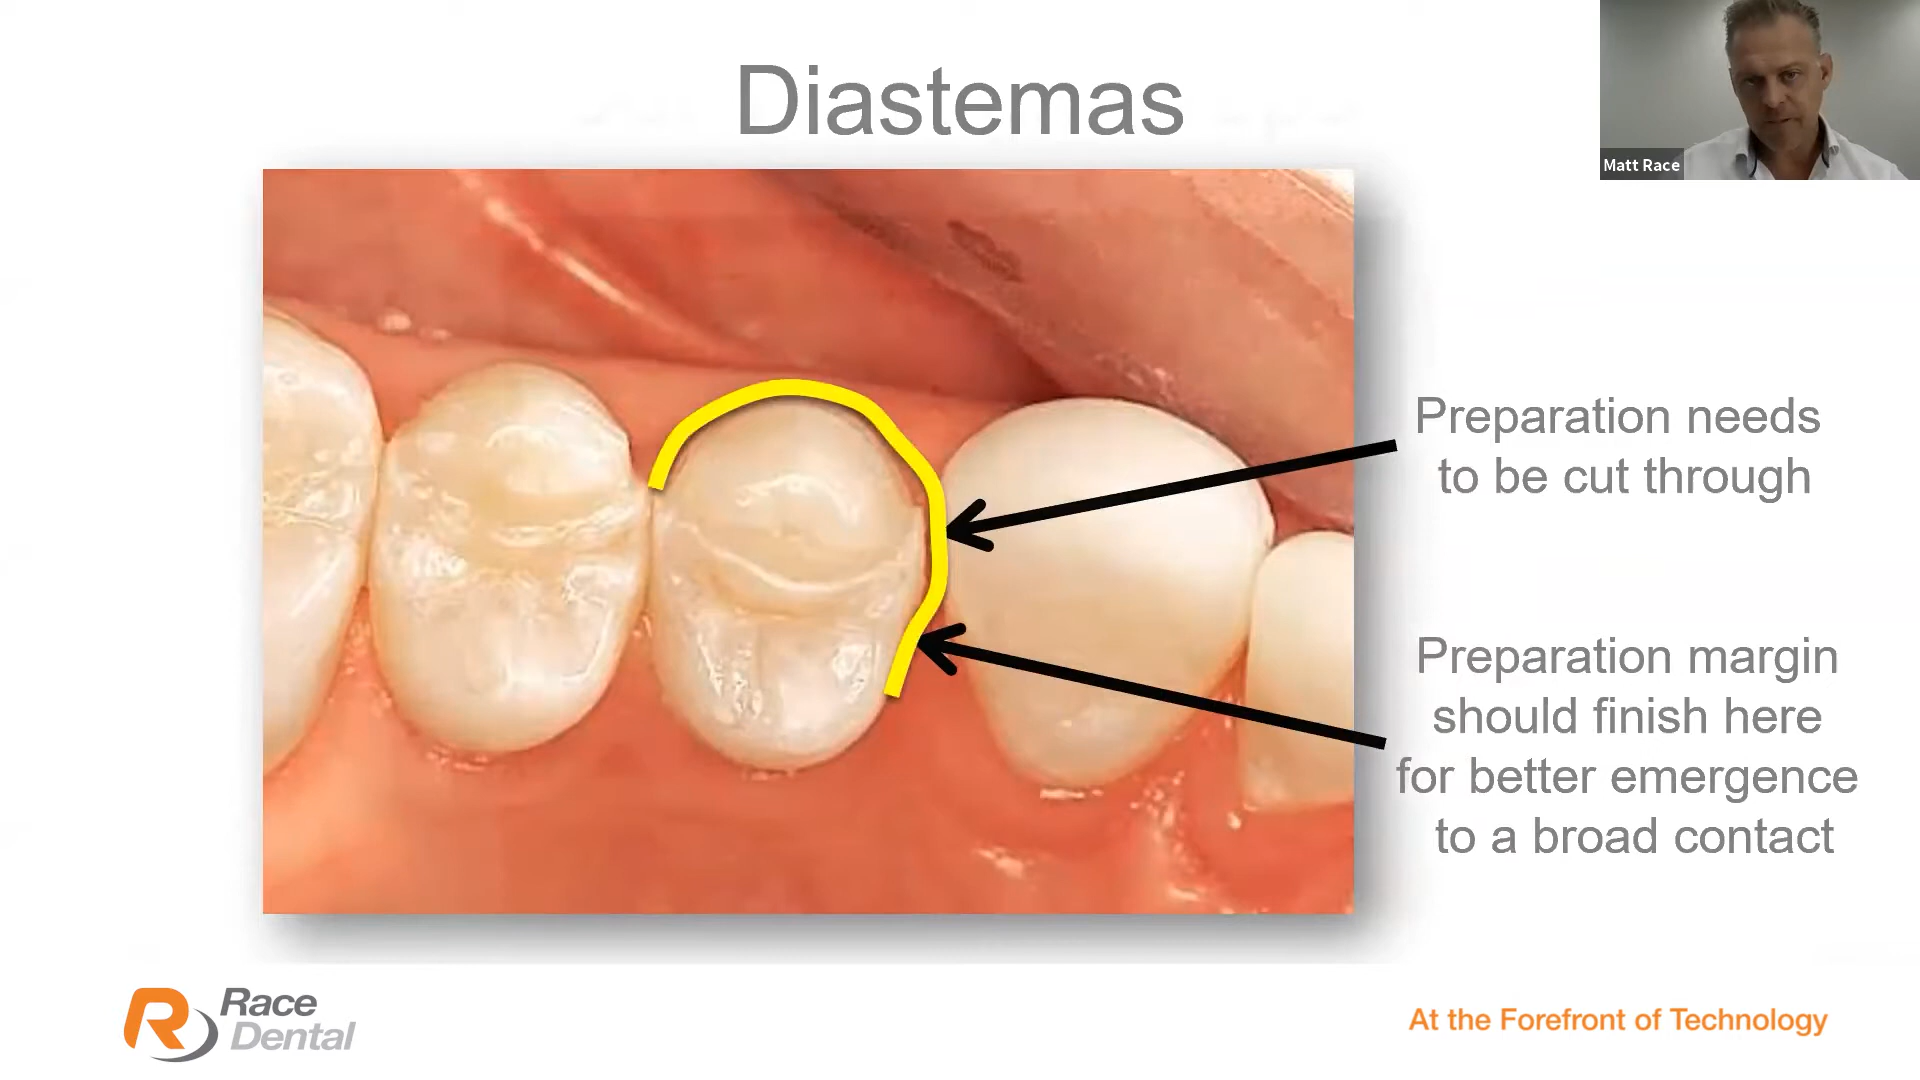 Diastemas
Matt Race
Preparation needs
to be cut through
Preparation margin
should finish here
for better emergence
to a broad contact
Race
Dental
At the Forefront of Technology